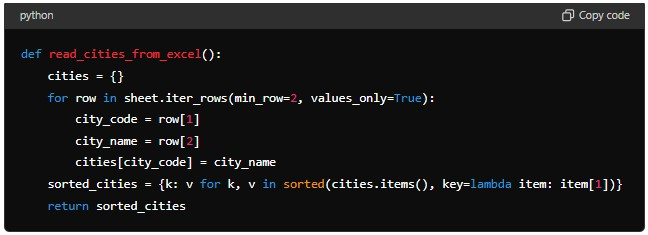 python
Copy code
def read_cities_from_excel():
    cities = {}
    for row in sheet.iter_rows(min_row=2, values_only=True):
        city_code = row[1]
        city_name = row[2]
        cities[city_code] = city_name
    sorted_cities = {k: v for k, v in sorted(cities.items(), key=lambda item: item[1])}
    return sorted_cities